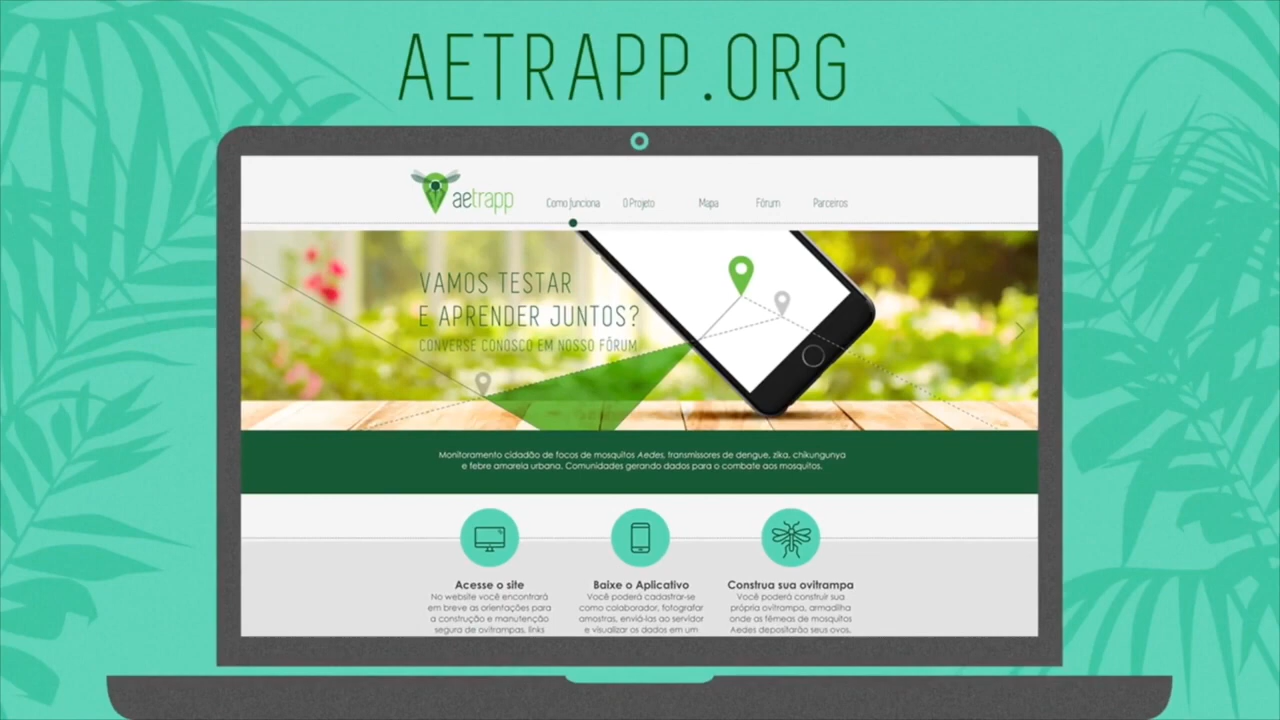 AETRAPP.ORG
aetrapp
Como funciona
O Projeto
Mapa
Fórum
Parceiros
VAMOS TESTAR
E APRENDER JUNTOS?
CONVERSE CONOSCO EM NOSSO FÓRUM
Monitoramento cidadão de focos de mosquitos Aedes, transmissores de dengue, zika, chikungunya
e febre amarela urbana. Comunidades gerando dados para o combate aos mosquitos.
Acesse o site
No website você encontrará
em breve as orientações para
a construção e manutenção
segura de ovitrampas, links
Baixe o Aplicativo
Você poderá cadastrar-se
como colaborador, fotografar
amostras, enviá-las ao servidor
e visualizar os dados em um
Construa sua ovitrampa
Você poderá construir sua
própria ovitrampa, armadilha
onde as fêmeas de mosquitos
Aedes depositarão seus ovos.